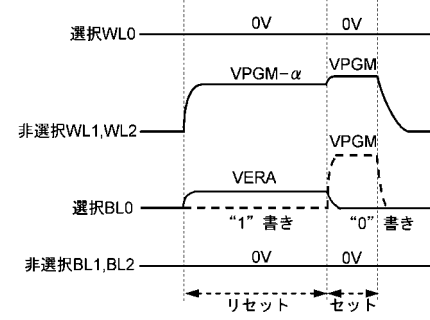 選択WL0 0V 0V
VPGM-α VPGM
非選択WL1,WL2
VPGM
VERA
選択BL0
“1” 書き “0” 書き
非選択BL1,BL2 0V 0V
リセット セット